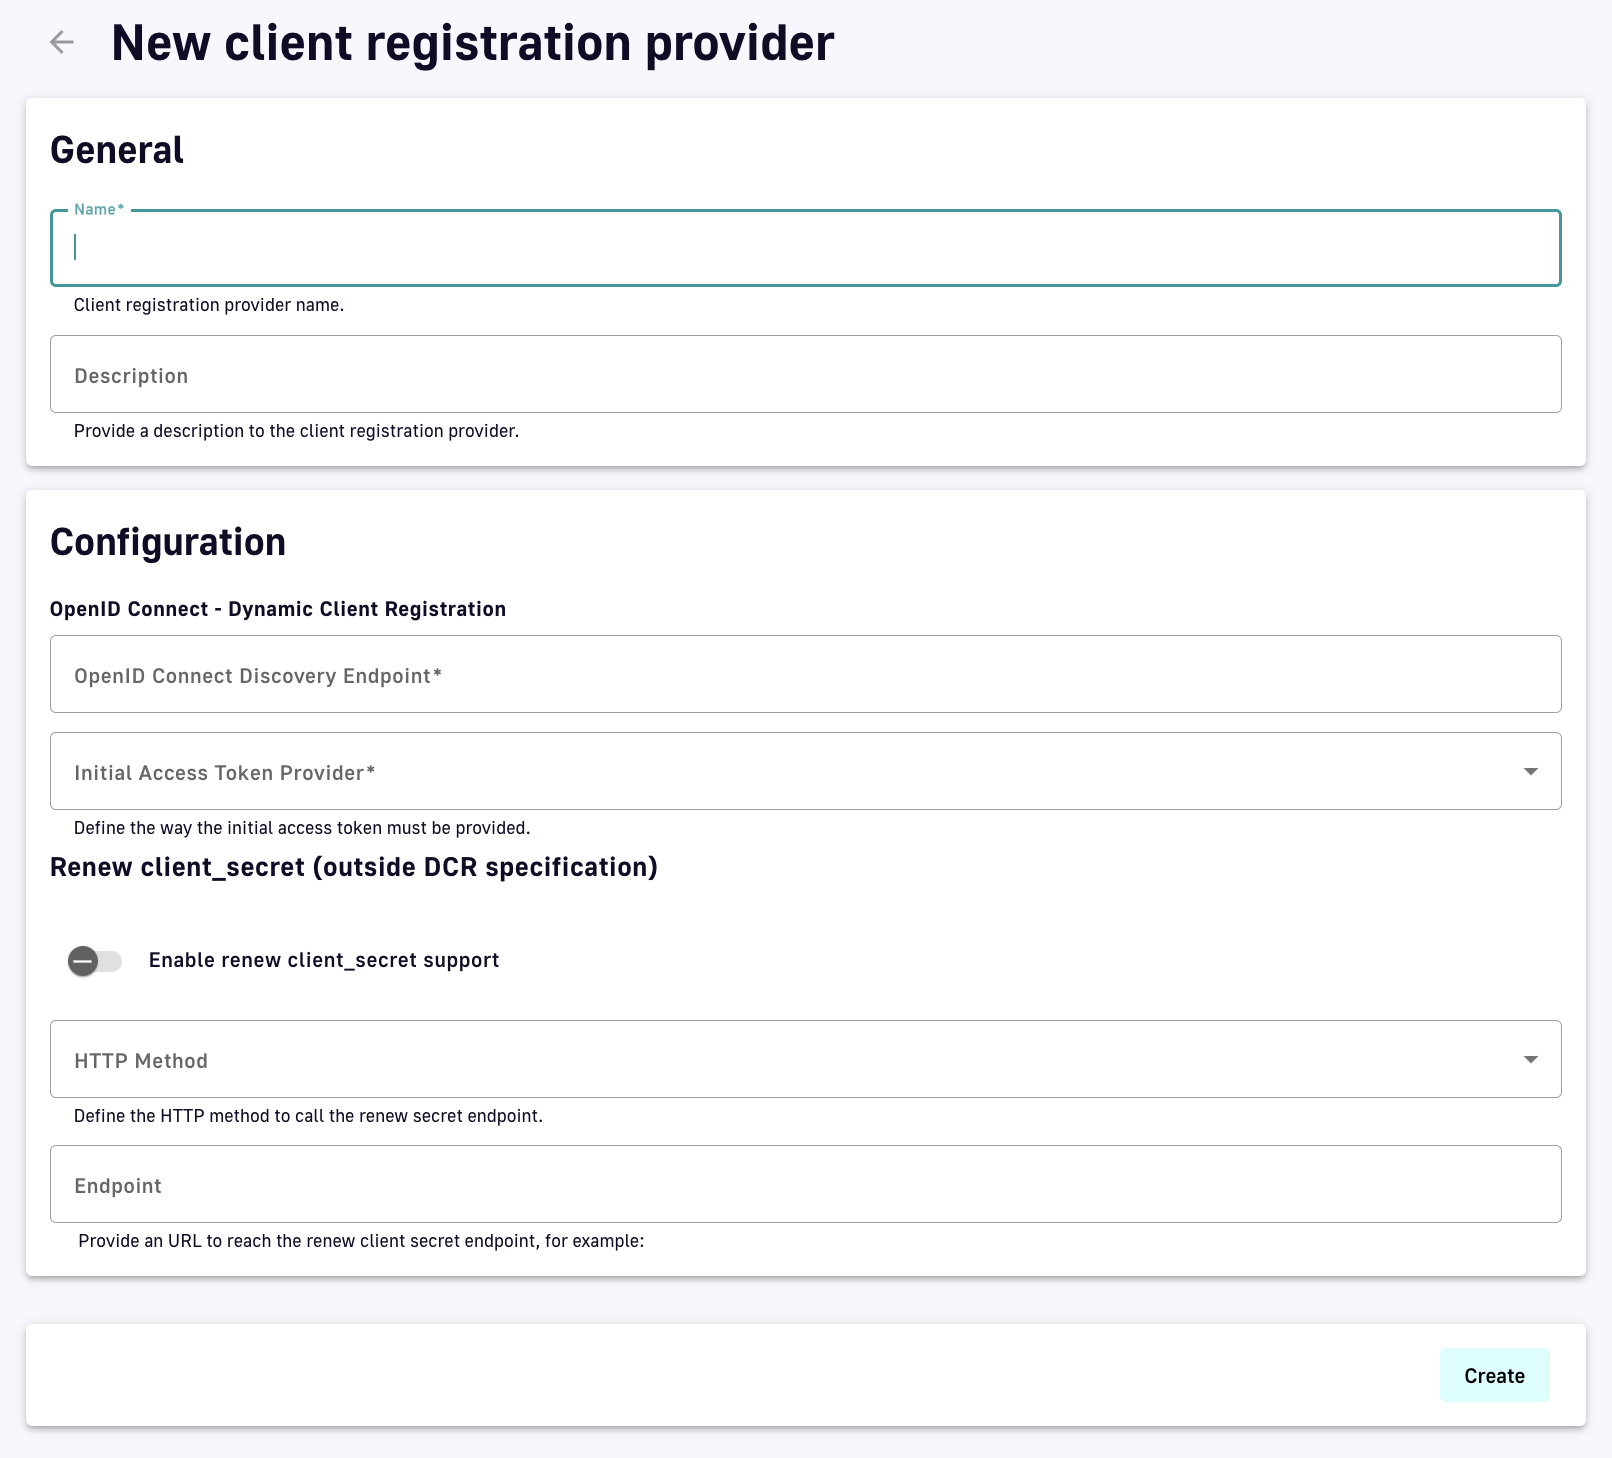 New client registration provider
General
Name*
Client registration provider name.
Description
Provide a description to the client registration provider.
Configuration
OpenID Connect - Dynamic Client Registration
OpenID Connect Discovery Endpoint*
Initial Access Token Provider*
Define the way the initial access token must be provided.
Renew client_secret (outside DCR specification)
Enable renew client_secret support
HTTP Method
Define the HTTP method to call the renew secret endpoint.
Endpoint
Provide an URL to reach the renew client secret endpoint, for example:
Create